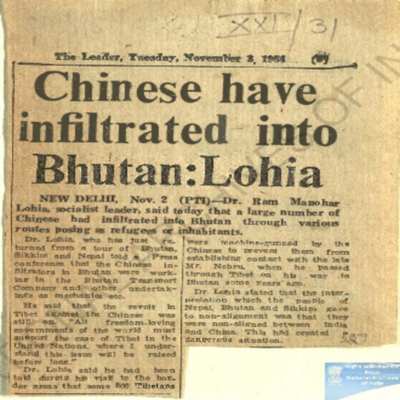 XXI/31
The Leader, Tuesday, November 3, 1964
Chinese have
infiltrated into
Bhutan:Lohia
NEW DELHI, Nov. 2 (PTI)—Dr. Ram Manohar
Lohia, socialist leader, said today that a large number of
Chinese had infiltrated into Bhutan through various
routes posing as refugees or inhabitants.
Dr. Lohia, who has just re-
turned from a tour of Bhutan,
Sikkim and Nepal told a Press
conference that the Chinese in-
filtrators in Bhutan were work-
ing in the Bhutan Transport
Company and other undertak-
ings as mechanics etc.
He said that the revolt in
Tibet against the Chinese was
still on. "All freedom-loving
governments of the world must
support the case of Tibet in the
United Nations, where I under-
stand this issue will be raised
before long."
Dr. Lohia said he had been
told during his visit to the bor-
der areas that some 800 Tibetans
were machine-gunned by the
Chinese to prevent them from
establishing contact with the late
Mr. Nehru, when he passed
through Tibet on his way to
Bhutan some years ago.
Dr. Lohia stated that the inter-
pretation which the people of
Nepal, Bhutan and Sikkim gave
to non-alignment was that they
were non-aligned between India
and China. This had created a
dangerous situation.